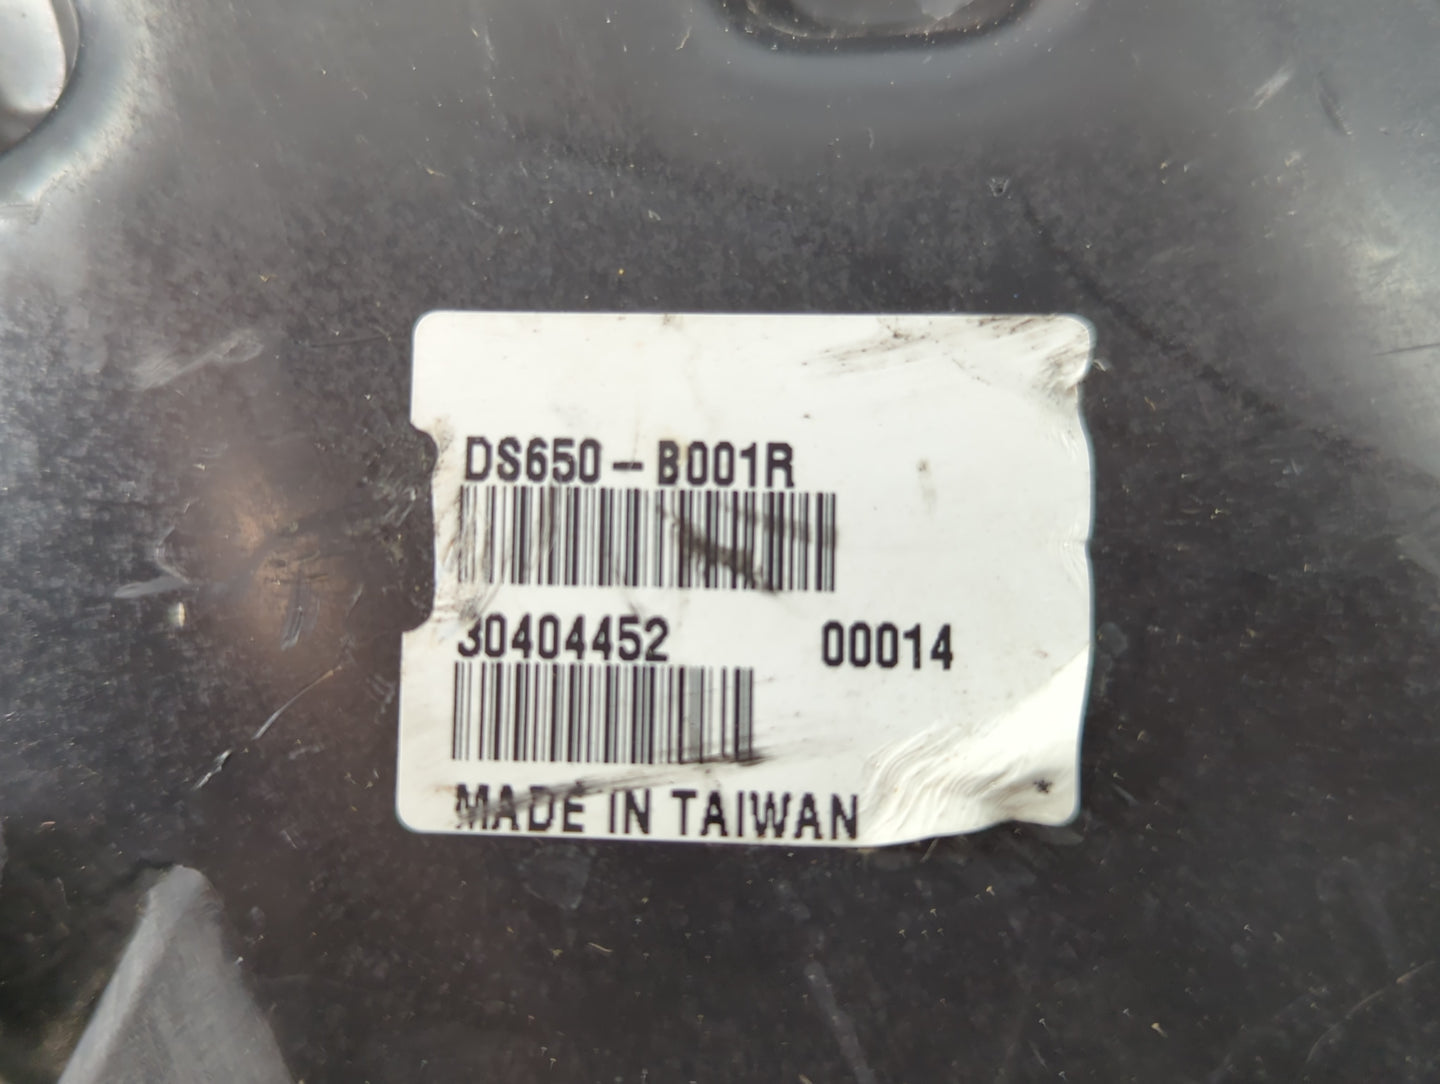 DS650-B001R
30404452 00014
MADE IN TAIWAN